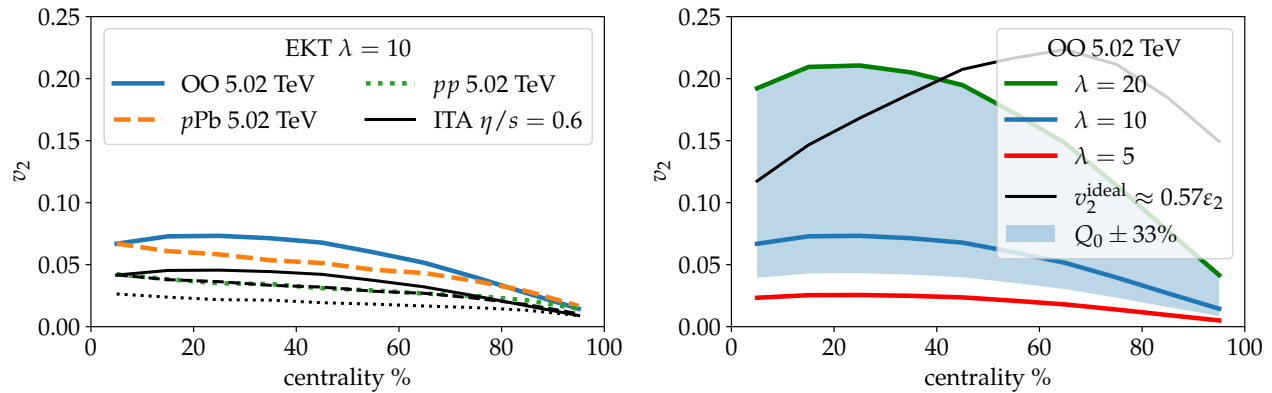 0.25
0.20
0.15
0.10
0.05
0.00
v₂
EKT λ = 10
OO 5.02 TeV
pp 5.02 TeV
pPb 5.02 TeV
ITA η/s = 0.6
0 20 40 60 80 100
centrality %
0.25
0.20
0.15
0.10
0.05
0.00
v₂
OO 5.02 TeV
λ = 20
λ = 10
λ = 5
v₂^ideal ≈ 0.57ε₂
Q₀ ± 33%
0 20 40 60 80 100
centrality %